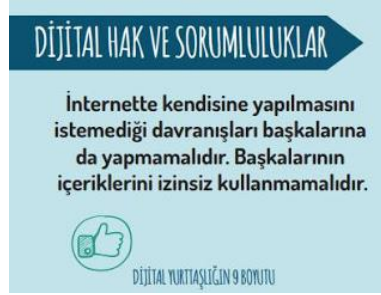 DİJİTAL HAK VE SORUMLULUKLAR
İnternette kendisine yapılmasını
istemediği davranışları başkalarına
da yapmamalıdır. Başkalarının
içeriklerini izinsiz kullanmamalıdır.
DİJİTAL YURTTAŞLIĞIN 9 BOYUTU